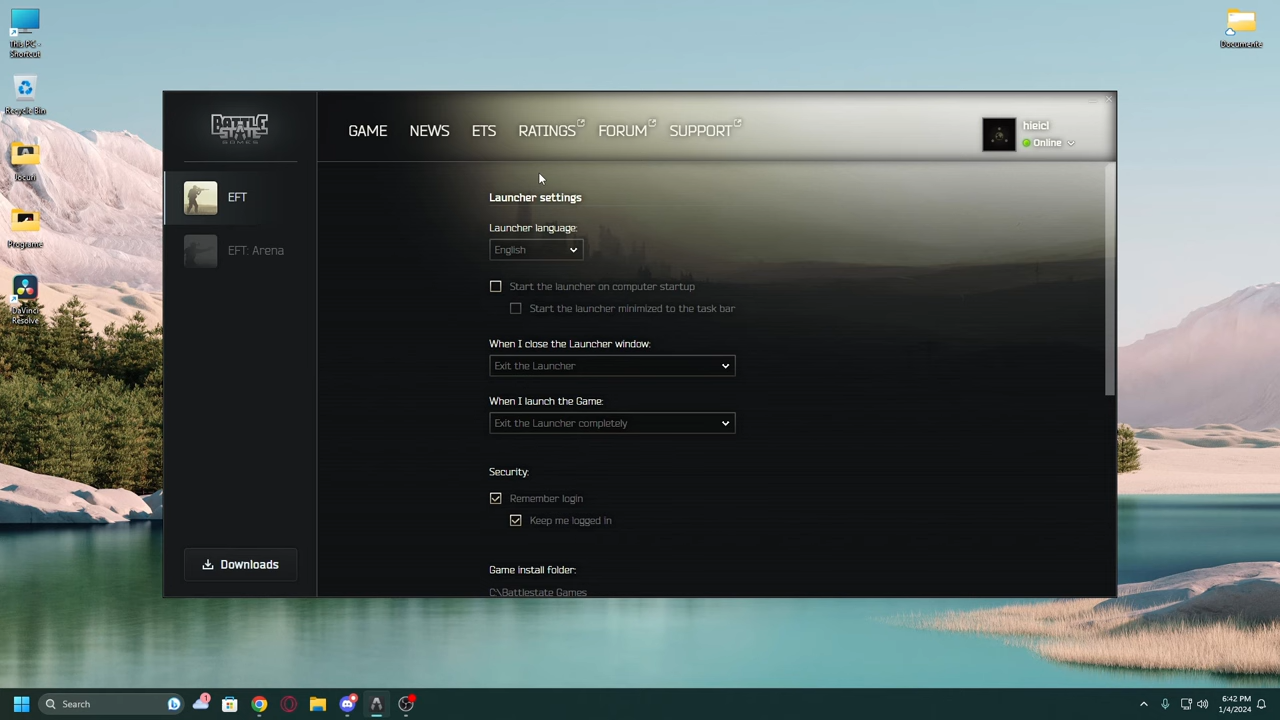 This PC -
Shortcut
Recycle Bin
Jocuri
Programe
DaVinci
Resolve
Documente
BATTLE
STATE
GAMES
GAME
NEWS
ETS
RATINGS
FORUM
SUPPORT
hieicl
Online
EFT
EFT: Arena
Downloads
Launcher settings
Launcher language:
English
Start the launcher on computer startup
Start the launcher minimized to the task bar
When I close the Launcher window:
Exit the Launcher
When I launch the Game:
Exit the Launcher completely
Security:
Remember login
Keep me logged in
Game install folder:
C:\Battlestate Games
Search
1
6:42 PM
1/4/2024